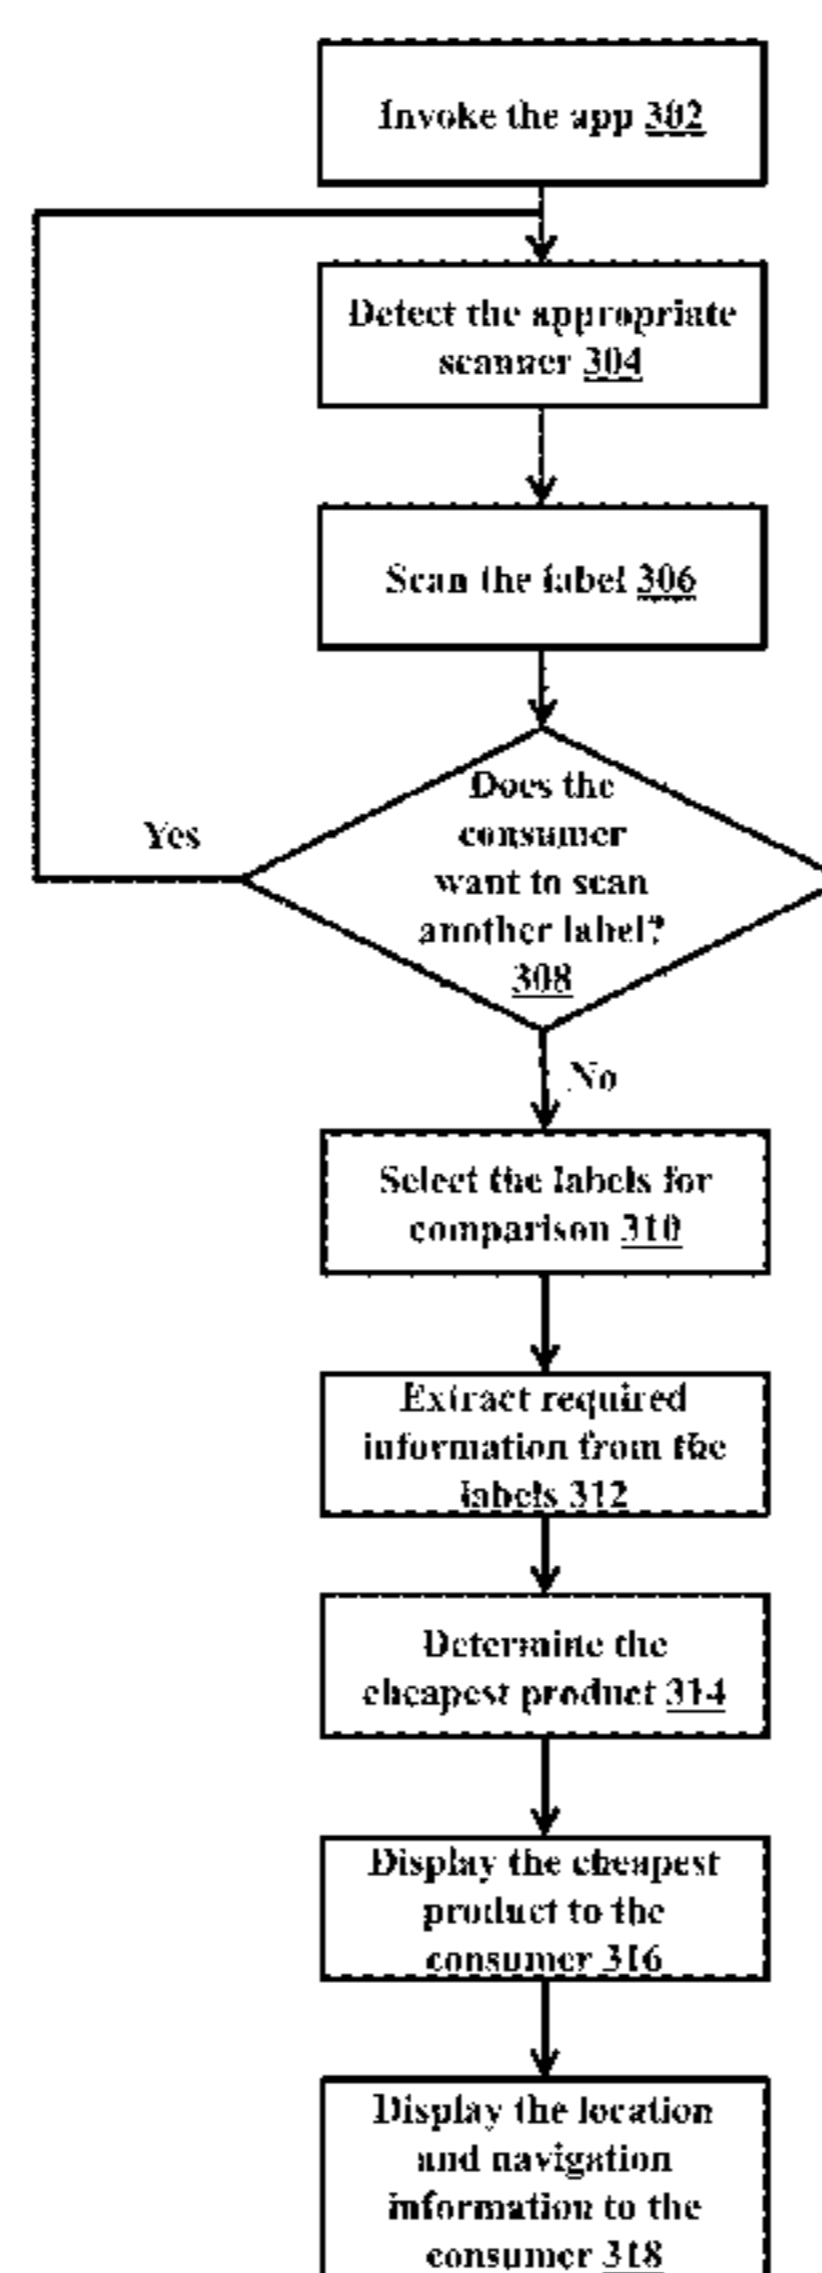 Invoke the app 302
Detect the appropriate
scanner 304
Scan the label 306
Does the
consumer
want to scan
another label?
308
Yes
No
Select the labels for
comparison 310
Extract required
information from the
labels 312
Determine the
cheapest product 314
Display the cheapest
product to the
consumer 316
Display the location
and navigation
information to the
consumer 318